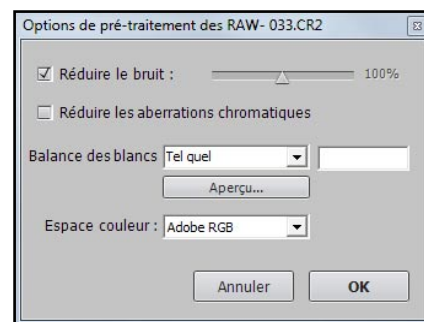 Options de pré-traitement des RAW- 033.CR2
Réduire le bruit : 100%
Réduire les aberrations chromatiques
Balance des blancs Tel quel
Aperçu...
Espace couleur : Adobe RGB
Annuler OK